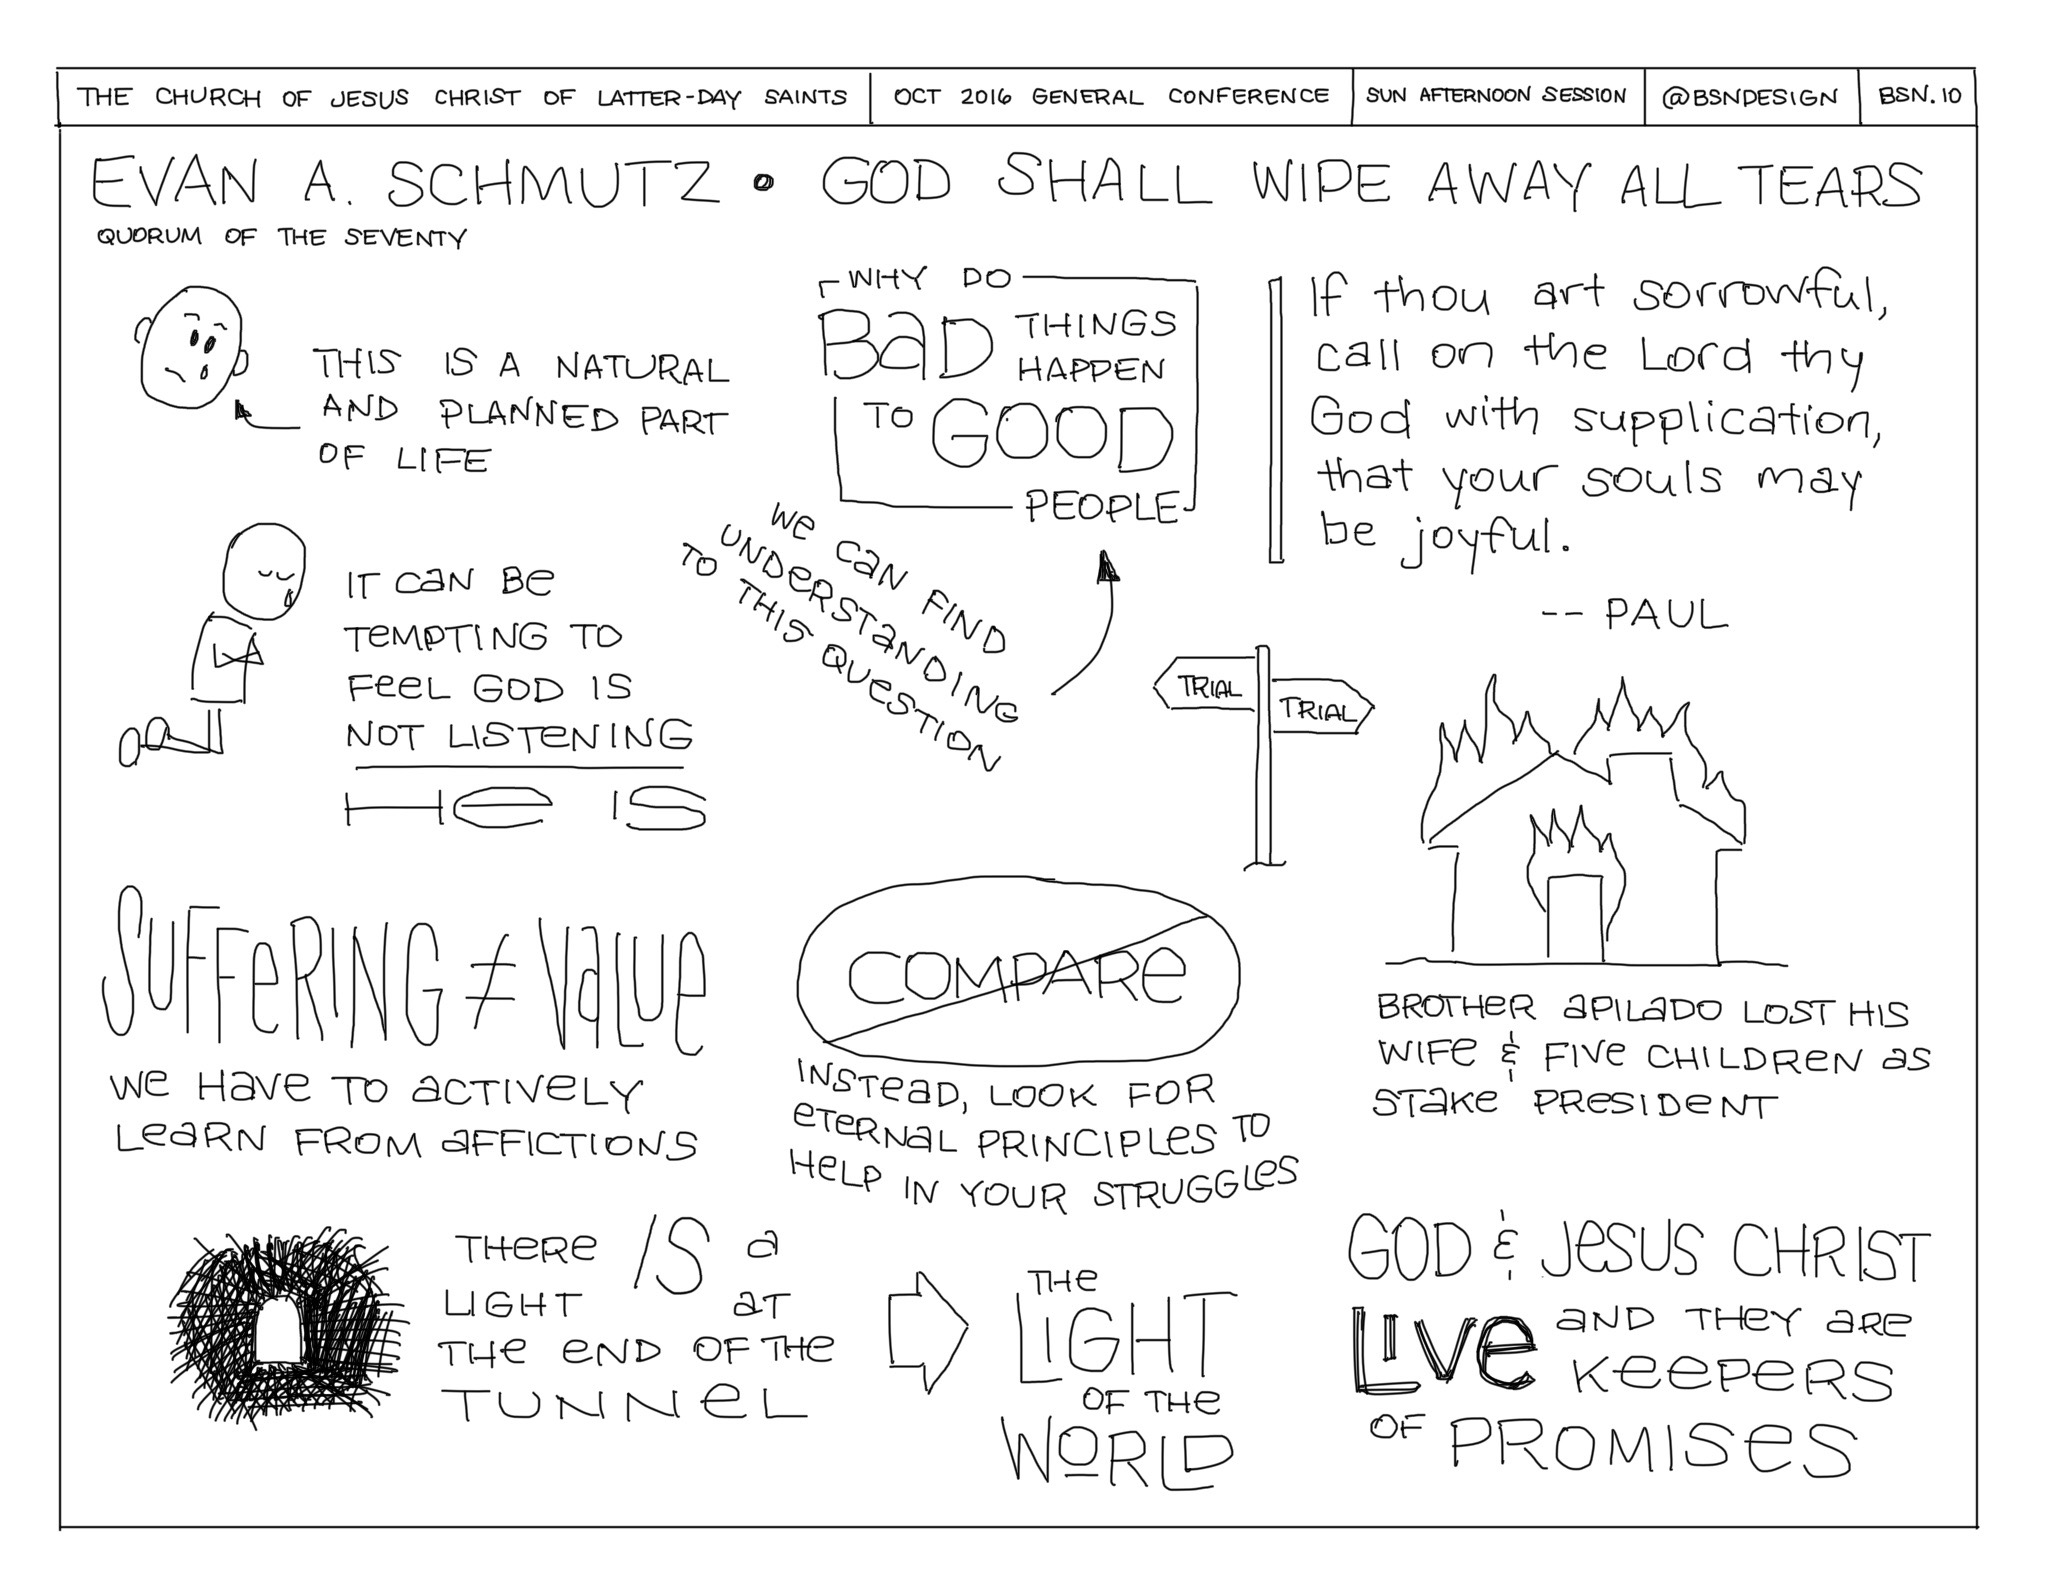 THE CHURCH OF JESUS CHRIST OF LATTER-DAY SAINTS
OCT 2016 GENERAL CONFERENCE
SUN AFTERNOON SESSION
@BSNDESIGN
BSN.10
EVAN A. SCHMUTZ • GOD SHALL WIPE AWAY ALL TEARS
QUORUM OF THE SEVENTY
THIS IS A NATURAL
AND PLANNED PART
OF LIFE
WHY DO
BaD THINGS
HAPPEN
TO GOOD
PEOPLE
We CaN FIND
UNDeRSTaNDING
TO THIS QUeSTION
If thou art sorrowful,
call on the Lord thy
God with supplication,
that your souls may
be joyful.
-- PAUL
IT CaN Be
TeMPTING TO
FeeL GOD IS
NOT LISTeNING
He IS
TRIAL
TRIAL
SUFFeRING ≠ VaLUe
We HaVe TO aCTIVeLY
LeaRN FROM aFFICTIONS
COMPARe
INSTeaD, LOOK FOR
eTeRNaL PRINCIPLeS TO
HeLP IN YOUR STRUGGLeS
BROTHeR aPILaDO LOST HIS
WIFe & FIVe CHILDReN as
STaKe PReSIDeNT
THeRe IS a
LIGHT aT
THe eND OF THe
TUNNeL
THe
LIGHT
OF THe
WORLD
GOD & JeSUS CHRIST
LIVe aND THeY aRe
KeePeRS
OF PROMISeS